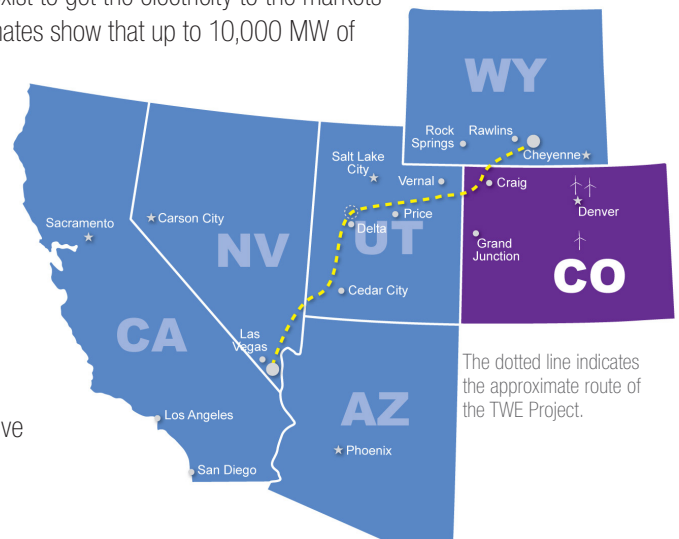 xist to get the electricity to the markets
mates show that up to 10,000 MW of
WY
Rock
Springs
Rawlins
Cheyenne
Salt Lake
City
Vernal
Craig
Denver
Sacramento
Carson City
Price
Delta
NV
UT
Grand
Junction
CO
Cedar City
CA
Las
Vegas
The dotted line indicates
the approximate route of
the TWE Project.
AZ
Los Angeles
ve
Phoenix
San Diego